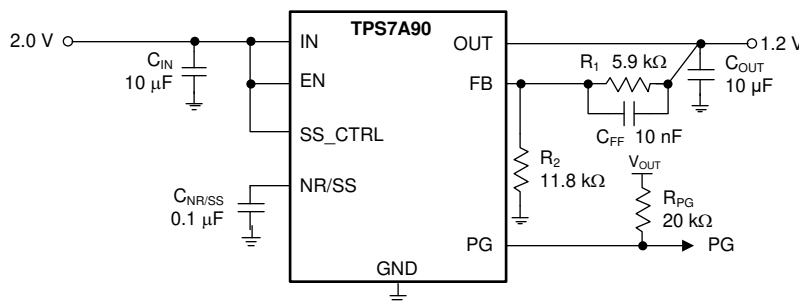 TPS7A90
2.0 V
IN
OUT
1.2 V
C_IN
10 µF
R_1 5.9 kΩ
C_OUT
10 µF
EN
FB
C_FF 10 nF
SS_CTRL
R_2
11.8 kΩ
V_OUT
C_NR/SS
0.1 µF
NR/SS
R_PG
20 kΩ
PG
PG
GND